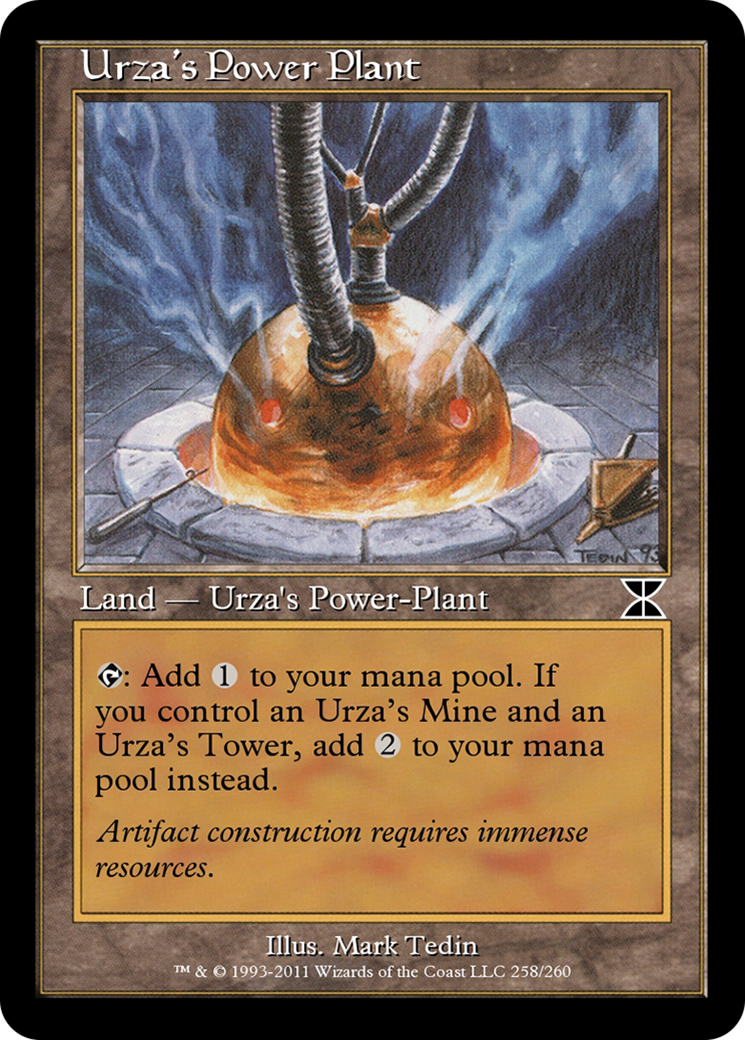 Urza's Power Plant
TEDIN 93
Land — Urza's Power-Plant
: Add 1 to your mana pool. If
you control an Urza's Mine and an
Urza's Tower, add 2 to your mana
pool instead.
Artifact construction requires immense
resources.
Illus. Mark Tedin
™ & © 1993-2011 Wizards of the Coast LLC 258/260